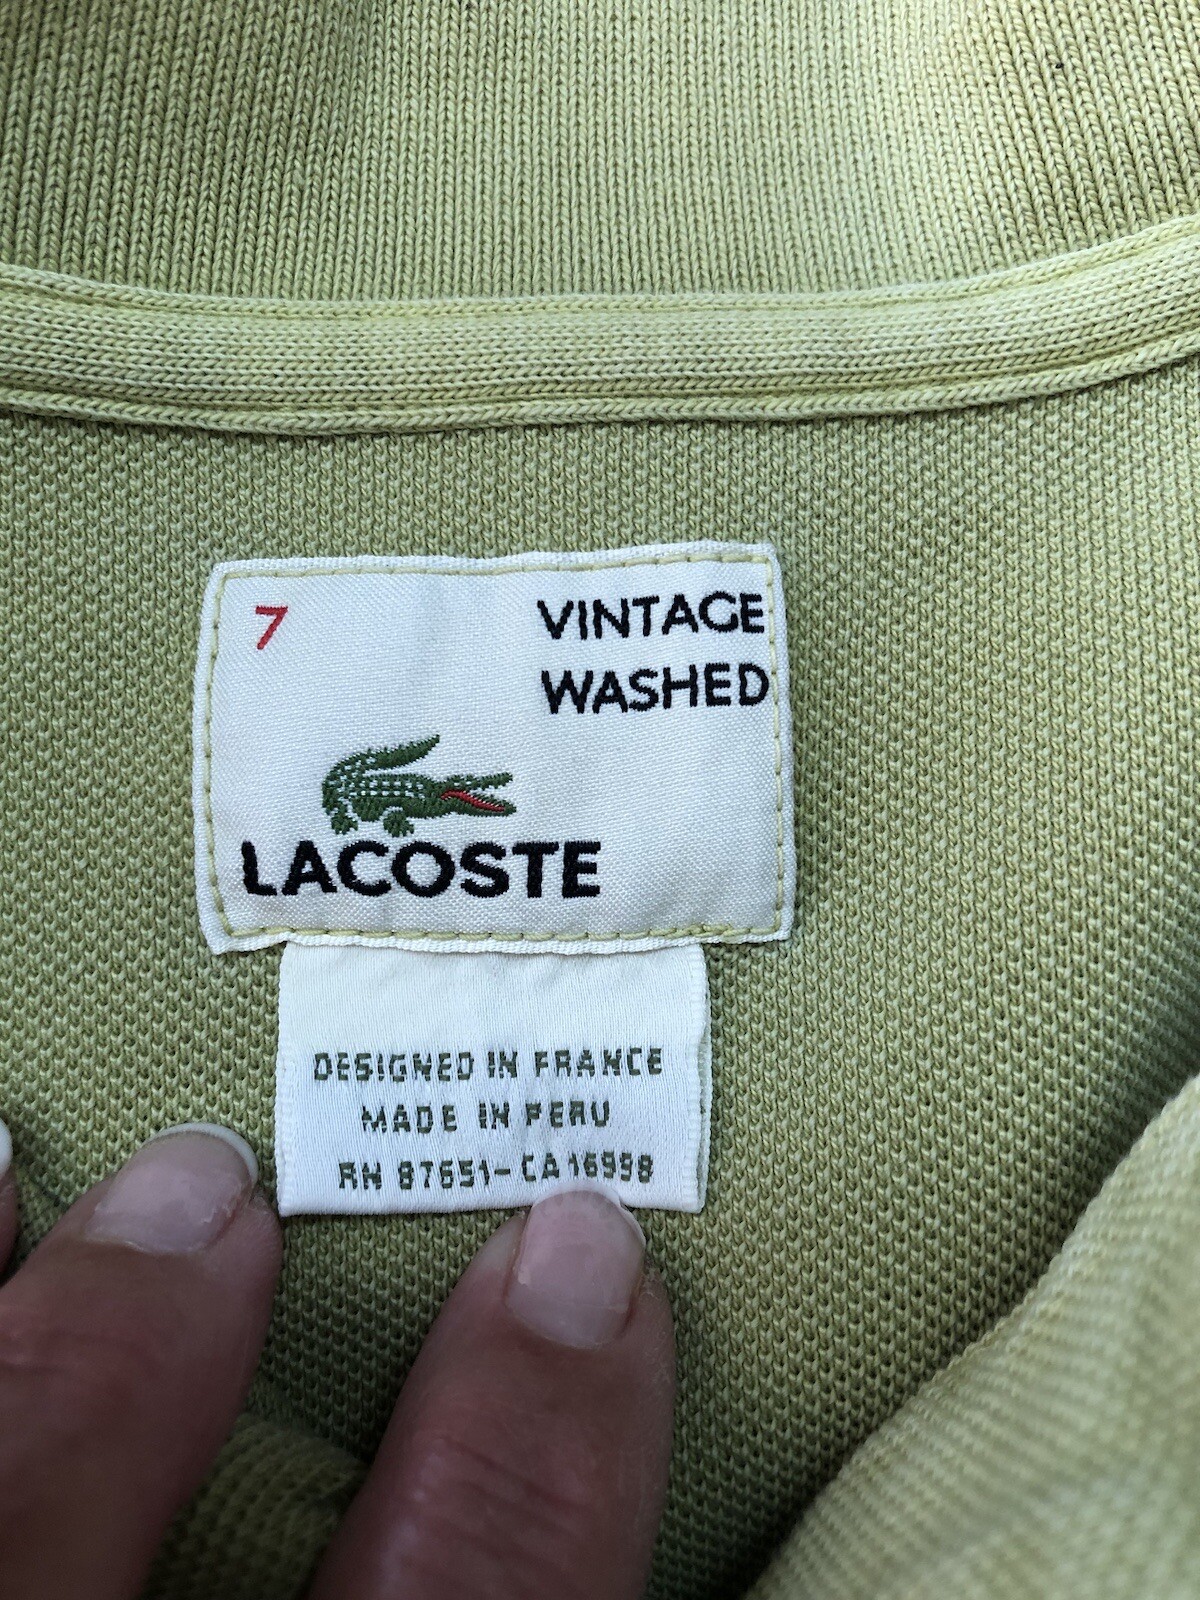 7
VINTAGE
WASHED
LACOSTE
DESIGNED IN FRANCE
MADE IN PERU
RN 87651-CA 16998